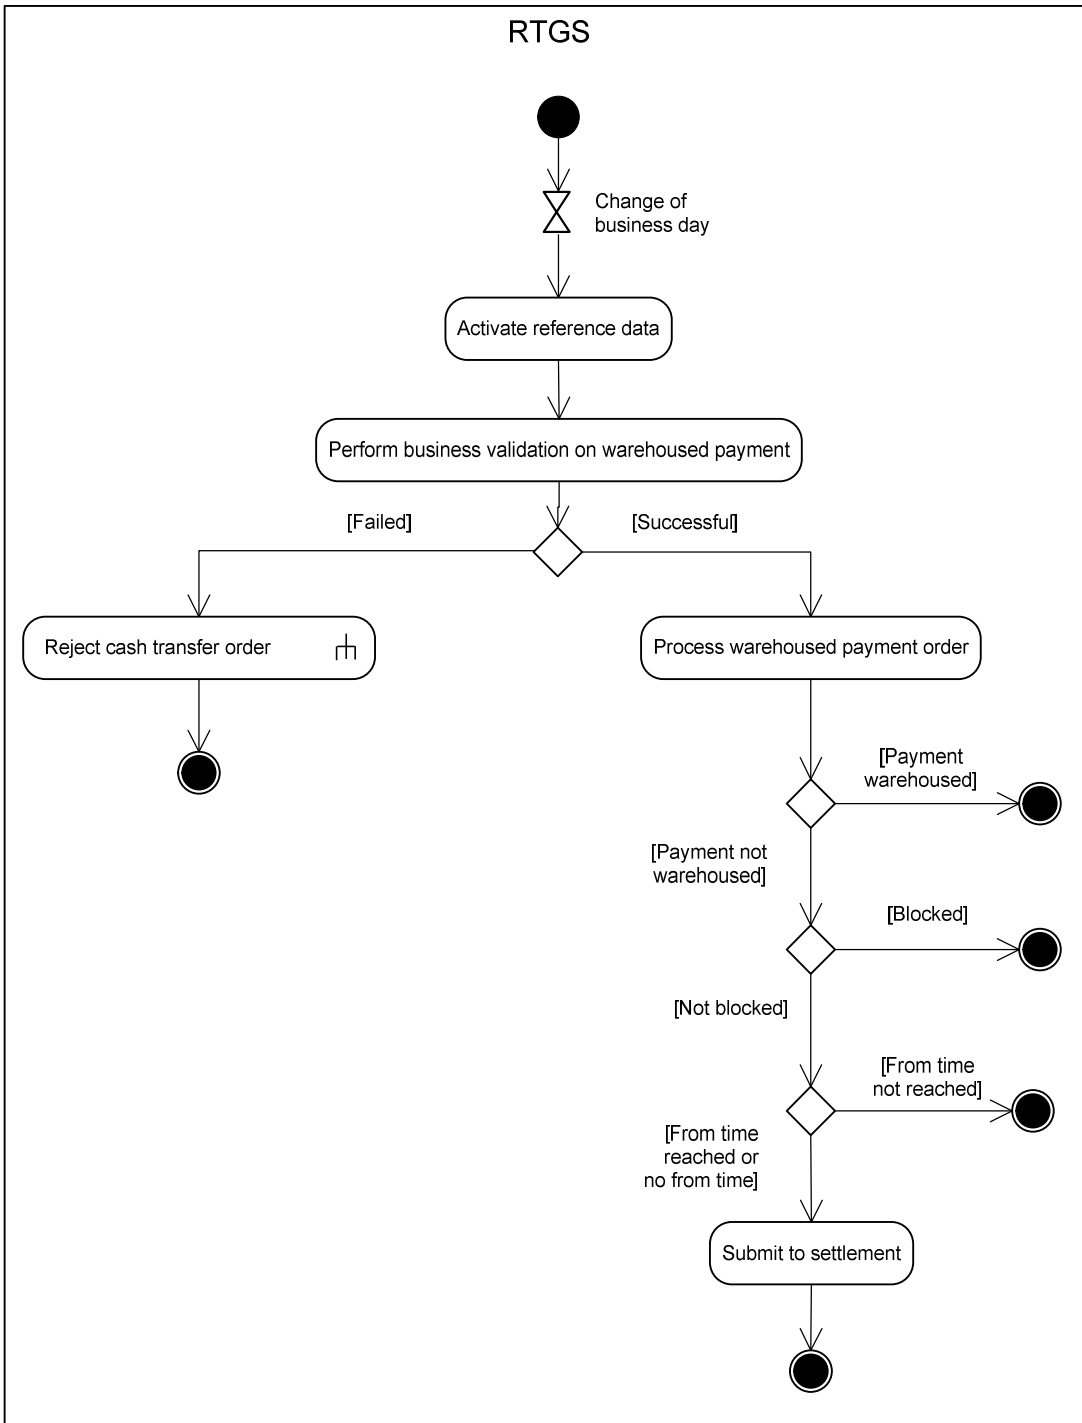 RTGS
Change of
business day
Activate reference data
Perform business validation on warehoused payment
[Failed]
[Successful]
Reject cash transfer order
Process warehoused payment order
[Payment
warehoused]
[Payment not
warehoused]
[Blocked]
[Not blocked]
[From time
not reached]
[From time
reached or
no from time]
Submit to settlement